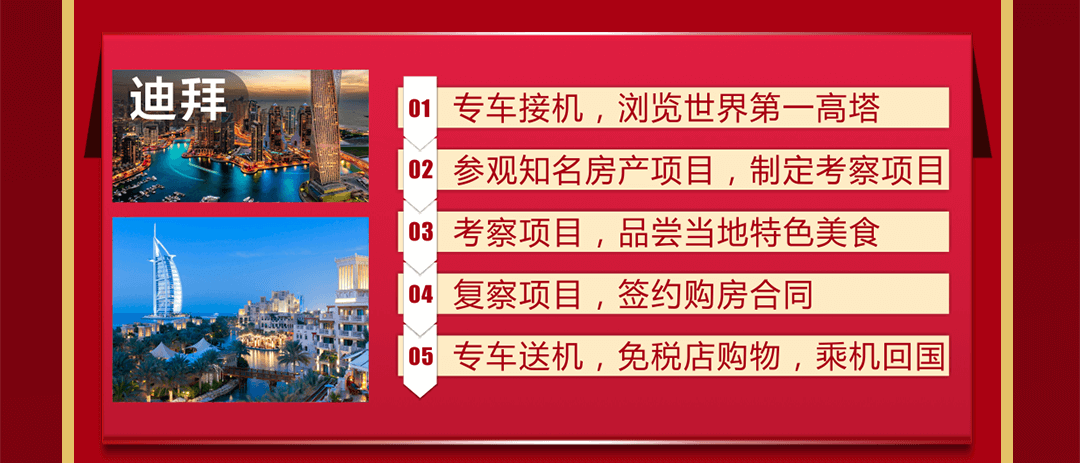 迪拜
01 专车接机，浏览世界第一高塔
02 参观知名房产项目，制定考察项目
03 考察项目，品尝当地特色美食
04 复察项目，签约购房合同
05 专车送机，免税店购物，乘机回国